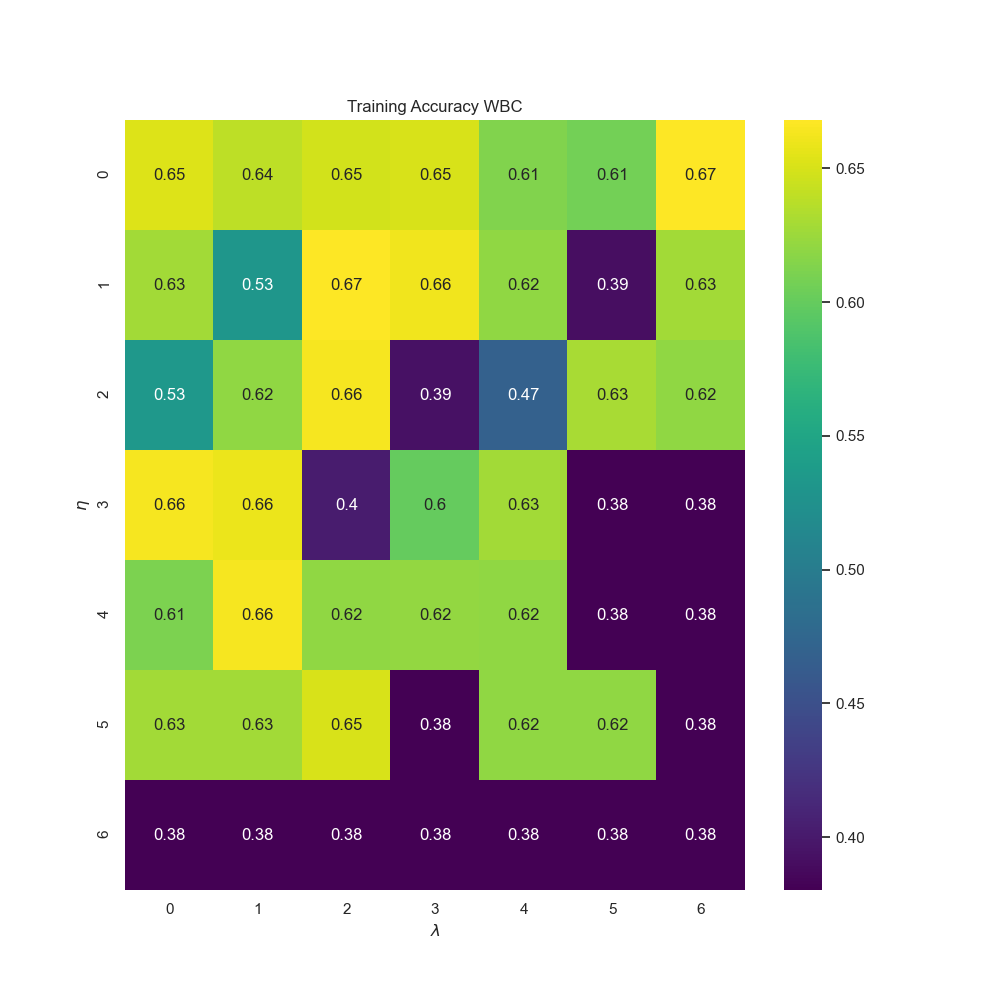 Training Accuracy WBC
0 0.65 0.64 0.65 0.65 0.61 0.61 0.67
1 0.63 0.53 0.67 0.66 0.62 0.39 0.63
2 0.53 0.62 0.66 0.39 0.47 0.63 0.62
η
3 0.66 0.66 0.4 0.6 0.63 0.38 0.38
4 0.61 0.66 0.62 0.62 0.62 0.38 0.38
5 0.63 0.63 0.65 0.38 0.62 0.62 0.38
6 0.38 0.38 0.38 0.38 0.38 0.38 0.38
0 1 2 3 4 5 6
λ
0.65
0.60
0.55
0.50
0.45
0.40